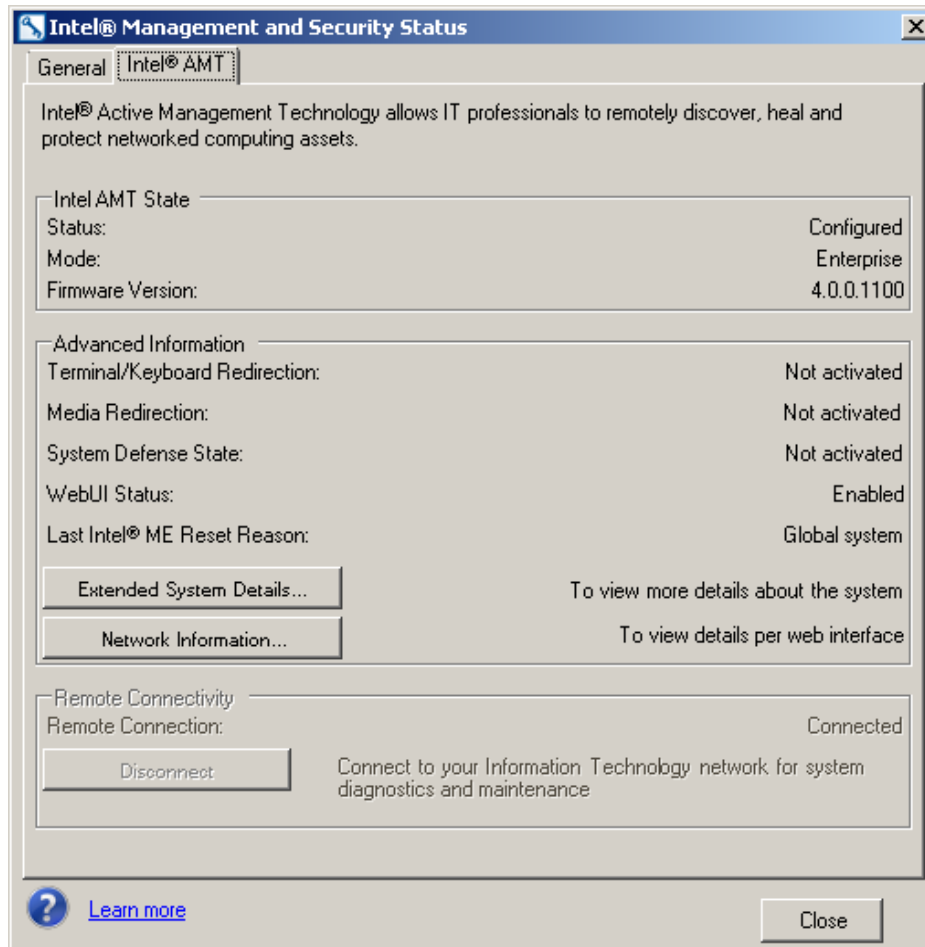 Intel® Management and Security Status
General
Intel® AMT
Intel® Active Management Technology allows IT professionals to remotely discover, heal and
protect networked computing assets.
Intel AMT State
Status: Configured
Mode: Enterprise
Firmware Version: 4.0.0.1100
Advanced Information
Terminal/Keyboard Redirection: Not activated
Media Redirection: Not activated
System Defense State: Not activated
WebUI Status: Enabled
Last Intel® ME Reset Reason: Global system
Extended System Details... To view more details about the system
Network Information... To view details per web interface
Remote Connectivity
Remote Connection: Connected
Disconnect
Connect to your Information Technology network for system
diagnostics and maintenance
? Learn more
Close